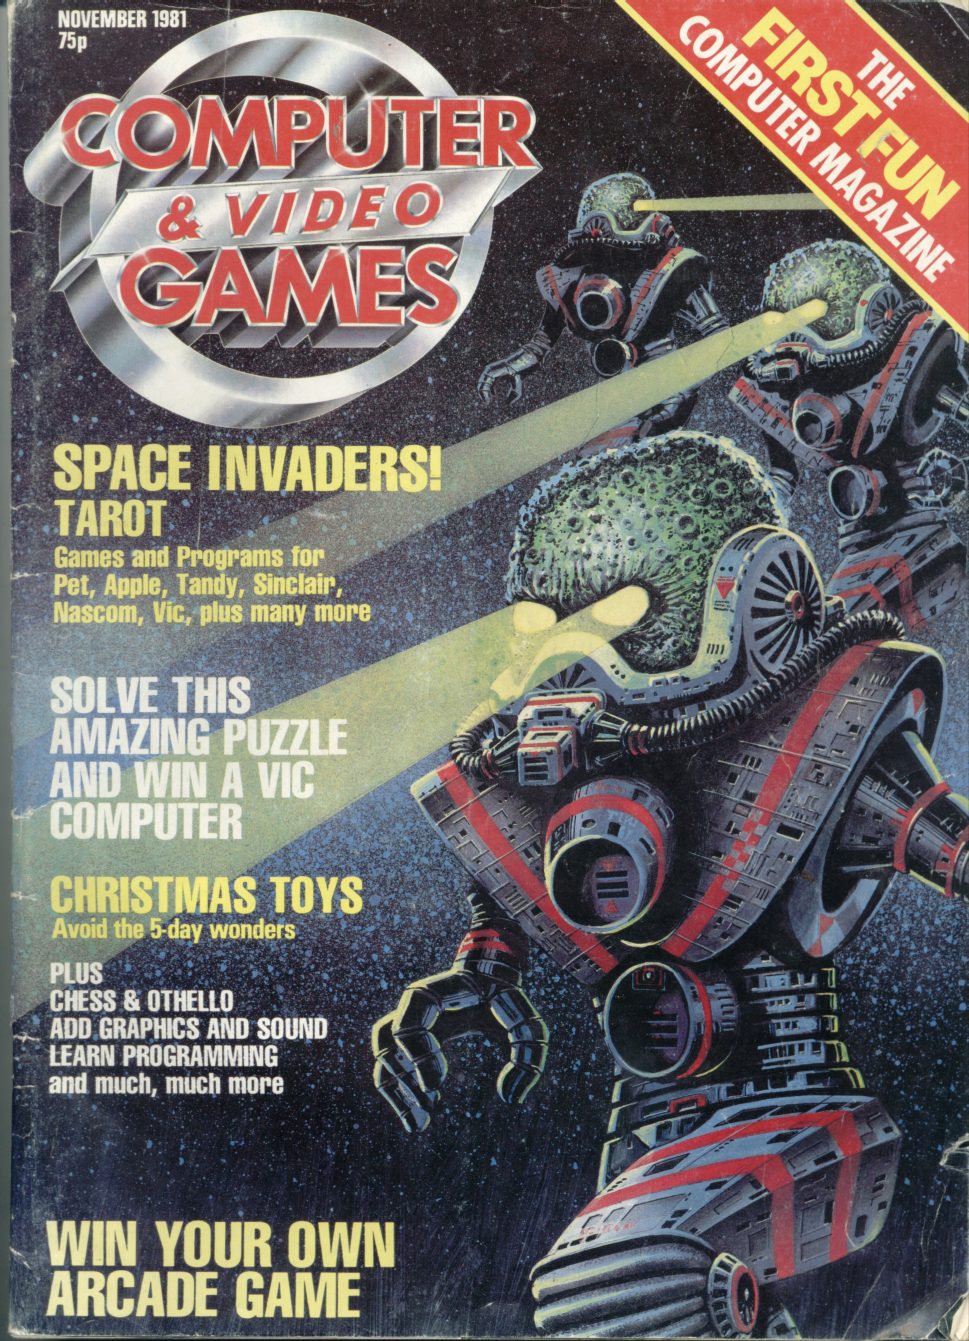 NOVEMBER 1981
75p
THE
FIRST FUN
COMPUTER MAGAZINE
COMPUTER
& VIDEO
GAMES
SPACE INVADERS!
TAROT
Games and Programs for
Pet, Apple, Tandy, Sinclair,
Nascom, Vic, plus many more
SOLVE THIS
AMAZING PUZZLE
AND WIN A VIC
COMPUTER
CHRISTMAS TOYS
Avoid the 5-day wonders
PLUS
CHESS & OTHELLO
ADD GRAPHICS AND SOUND
LEARN PROGRAMMING
and much, much more
WIN YOUR OWN
ARCADE GAME